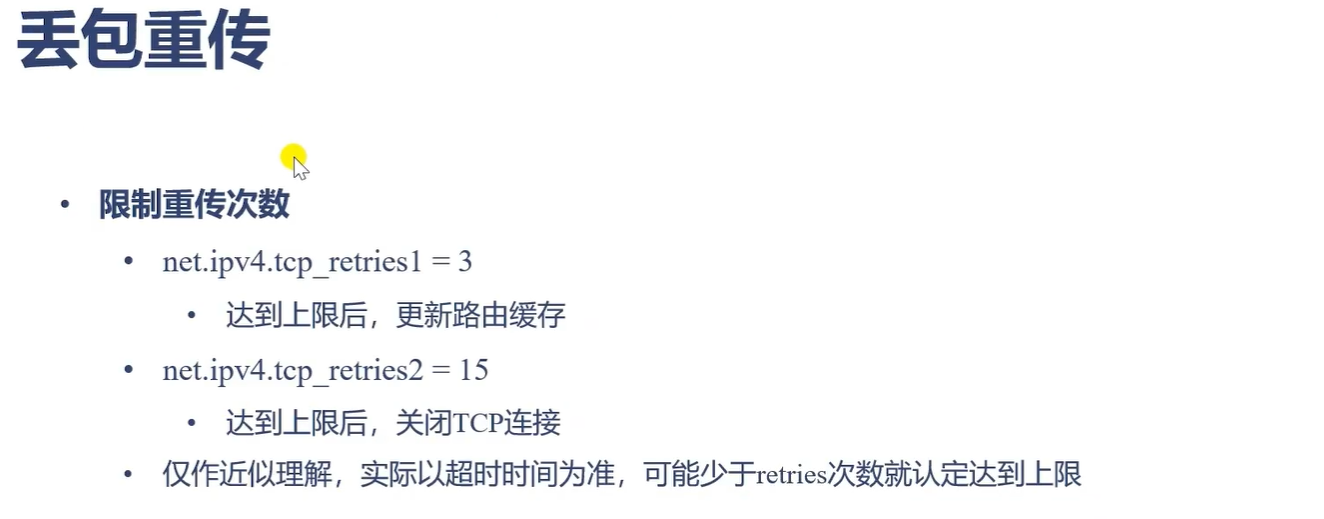 丢包重传
• 限制重传次数
• net.ipv4.tcp_retries1 = 3
• 达到上限后，更新路由缓存
• net.ipv4.tcp_retries2 = 15
• 达到上限后，关闭TCP连接
• 仅作近似理解，实际以超时时间为准，可能少于retries次数就认定达到上限